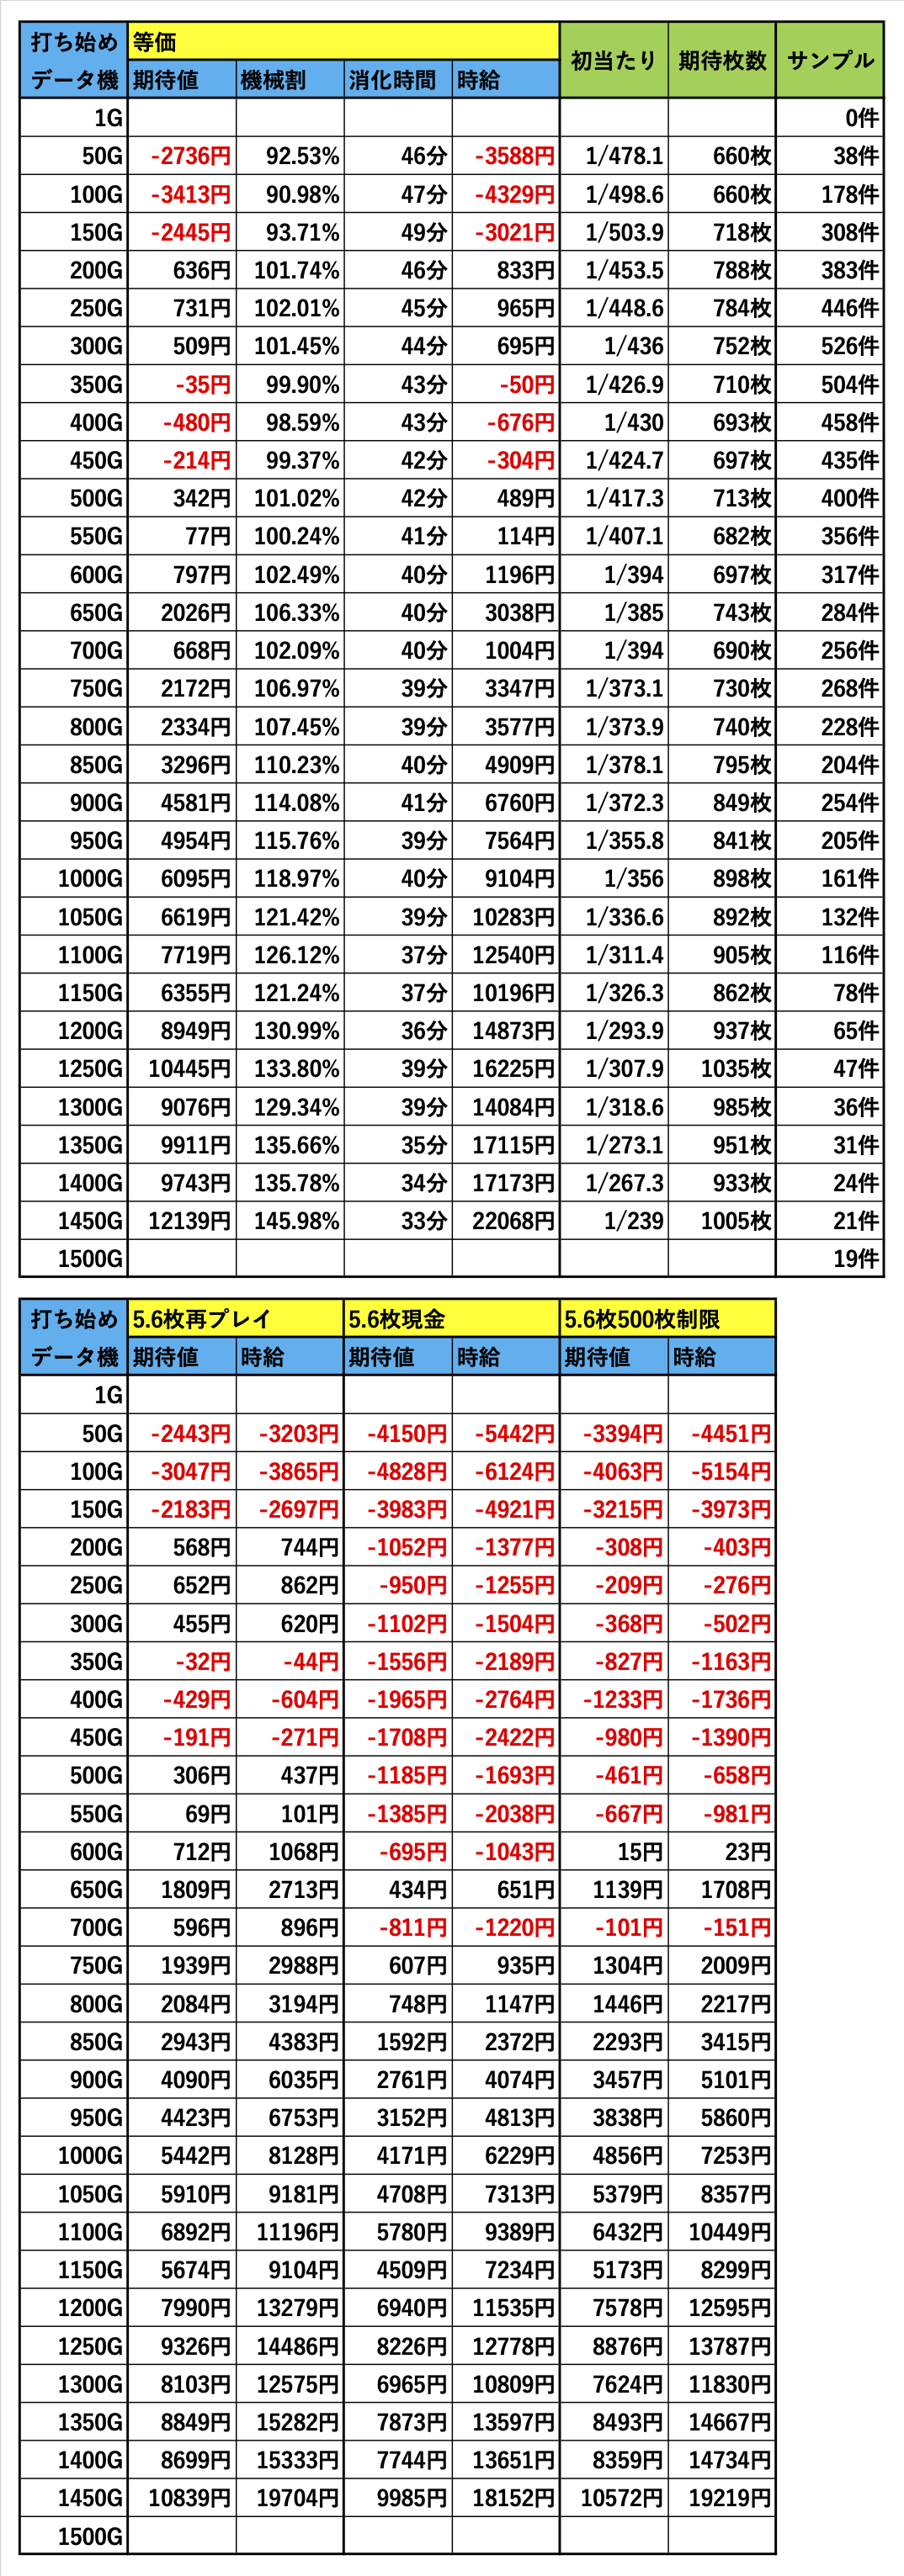 打ち始め 等価 初当たり 期待枚数 サンプル
データ機 期待値 機械割 消化時間 時給
1G 0件
50G -2736円 92.53% 46分 -3588円 1/478.1 660枚 38件
100G -3413円 90.98% 47分 -4329円 1/498.6 660枚 178件
150G -2445円 93.71% 49分 -3021円 1/503.9 718枚 308件
200G 636円 101.74% 46分 833円 1/453.5 788枚 383件
250G 731円 102.01% 45分 965円 1/448.6 784枚 446件
300G 509円 101.45% 44分 695円 1/436 752枚 526件
350G -35円 99.90% 43分 -50円 1/426.9 710枚 504件
400G -480円 98.59% 43分 -676円 1/430 693枚 458件
450G -214円 99.37% 42分 -304円 1/424.7 697枚 435件
500G 342円 101.02% 42分 489円 1/417.3 713枚 400件
550G 77円 100.24% 41分 114円 1/407.1 682枚 356件
600G 797円 102.49% 40分 1196円 1/394 697枚 317件
650G 2026円 106.33% 40分 3038円 1/385 743枚 284件
700G 668円 102.09% 40分 1004円 1/394 690枚 256件
750G 2172円 106.97% 39分 3347円 1/373.1 730枚 268件
800G 2334円 107.45% 39分 3577円 1/373.9 740枚 228件
850G 3296円 110.23% 40分 4909円 1/378.1 795枚 204件
900G 4581円 114.08% 41分 6760円 1/372.3 849枚 254件
950G 4954円 115.76% 39分 7564円 1/355.8 841枚 205件
1000G 6095円 118.97% 40分 9104円 1/356 898枚 161件
1050G 6619円 121.42% 39分 10283円 1/336.6 892枚 132件
1100G 7719円 126.12% 37分 12540円 1/311.4 905枚 116件
1150G 6355円 121.24% 37分 10196円 1/326.3 862枚 78件
1200G 8949円 130.99% 36分 14873円 1/293.9 937枚 65件
1250G 10445円 133.80% 39分 16225円 1/307.9 1035枚 47件
1300G 9076円 129.34% 39分 14084円 1/318.6 985枚 36件
1350G 9911円 135.66% 35分 17115円 1/273.1 951枚 31件
1400G 9743円 135.78% 34分 17173円 1/267.3 933枚 24件
1450G 12139円 145.98% 33分 22068円 1/239 1005枚 21件
1500G 19件
打ち始め 5.6枚再プレイ 5.6枚現金 5.6枚500枚制限
データ機 期待値 時給 期待値 時給 期待値 時給
1G
50G -2443円 -3203円 -4150円 -5442円 -3394円 -4451円
100G -3047円 -3865円 -4828円 -6124円 -4063円 -5154円
150G -2183円 -2697円 -3983円 -4921円 -3215円 -3973円
200G 568円 744円 -1052円 -1377円 -308円 -403円
250G 652円 862円 -950円 -1255円 -209円 -276円
300G 455円 620円 -1102円 -1504円 -368円 -502円
350G -32円 -44円 -1556円 -2189円 -827円 -1163円
400G -429円 -604円 -1965円 -2764円 -1233円 -1736円
450G -191円 -271円 -1708円 -2422円 -980円 -1390円
500G 306円 437円 -1185円 -1693円 -461円 -658円
550G 69円 101円 -1385円 -2038円 -667円 -981円
600G 712円 1068円 -695円 -1043円 15円 23円
650G 1809円 2713円 434円 651円 1139円 1708円
700G 596円 896円 -811円 -1220円 -101円 -151円
750G 1939円 2988円 607円 935円 1304円 2009円
800G 2084円 3194円 748円 1147円 1446円 2217円
850G 2943円 4383円 1592円 2372円 2293円 3415円
900G 4090円 6035円 2761円 4074円 3457円 5101円
950G 4423円 6753円 3152円 4813円 3838円 5860円
1000G 5442円 8128円 4171円 6229円 4856円 7253円
1050G 5910円 9181円 4708円 7313円 5379円 8357円
1100G 6892円 11196円 5780円 9389円 6432円 10449円
1150G 5674円 9104円 4509円 7234円 5173円 8299円
1200G 7990円 13279円 6940円 11535円 7578円 12595円
1250G 9326円 14486円 8226円 12778円 8876円 13787円
1300G 8103円 12575円 6965円 10809円 7624円 11830円
1350G 8849円 15282円 7873円 13597円 8493円 14667円
1400G 8699円 15333円 7744円 13651円 8359円 14734円
1450G 10839円 19704円 9985円 18152円 10572円 19219円
1500G